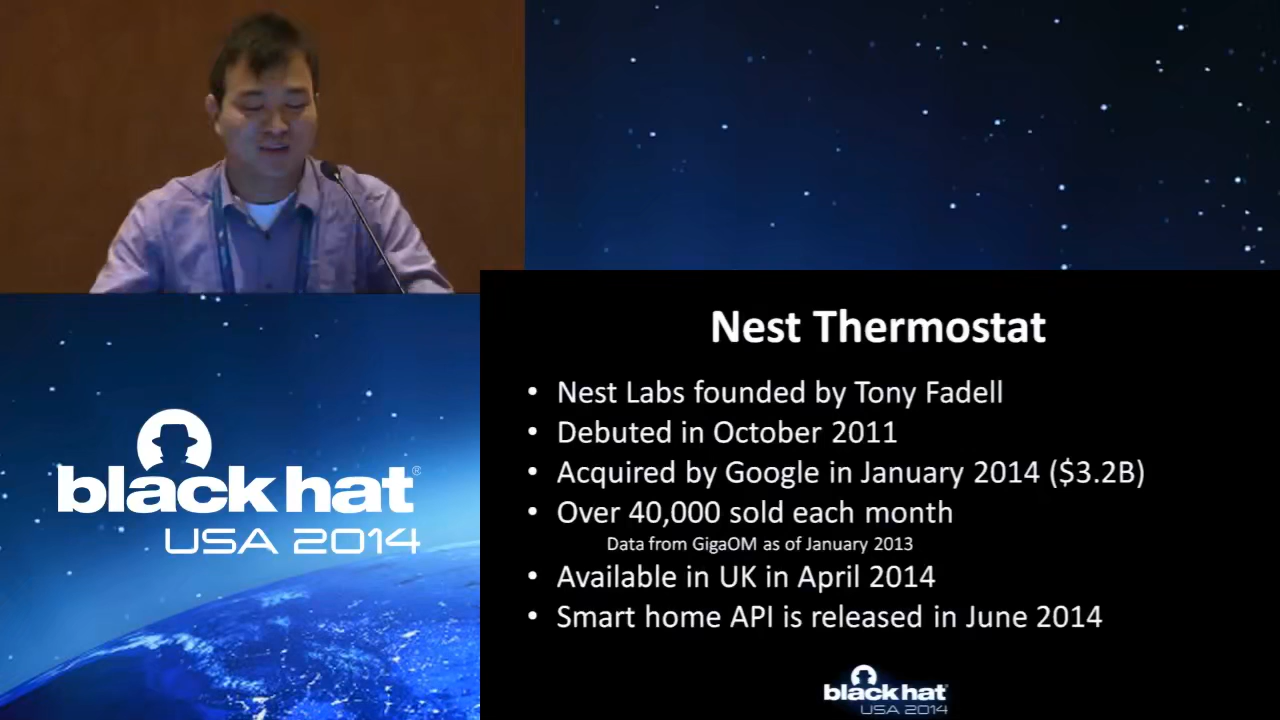 black hat®
USA 2014
Nest Thermostat
• Nest Labs founded by Tony Fadell
• Debuted in October 2011
• Acquired by Google in January 2014 ($3.2B)
• Over 40,000 sold each month
Data from GigaOM as of January 2013
• Available in UK in April 2014
• Smart home API is released in June 2014
black hat
USA 2014